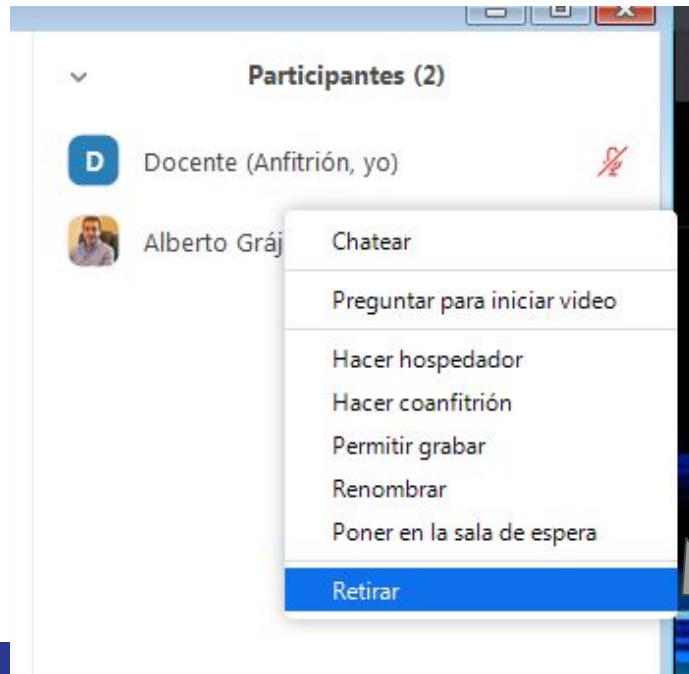 Participantes (2)
D
Docente (Anfitrión, yo)
Alberto Gráj
Chatear
Preguntar para iniciar video
Hacer hospedador
Hacer coanfitrión
Permitir grabar
Renombrar
Poner en la sala de espera
Retirar